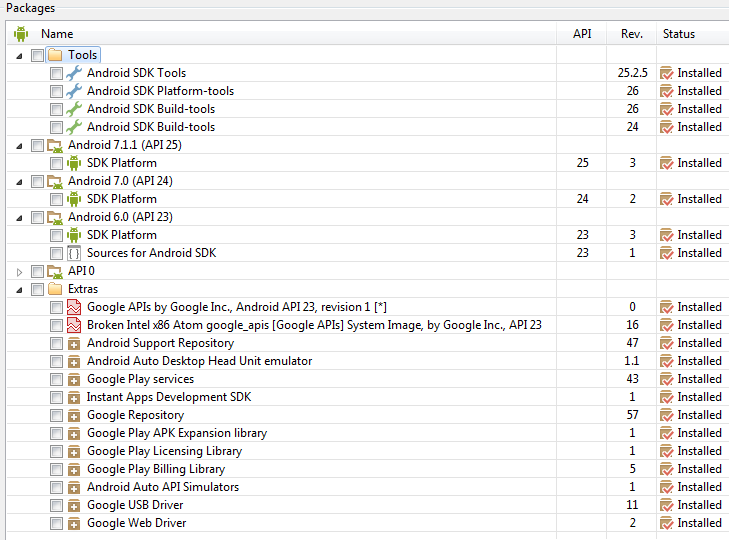 Packages
Name API Rev. Status
Tools
Android SDK Tools 25.2.5 Installed
Android SDK Platform-tools 26 Installed
Android SDK Build-tools 26 Installed
Android SDK Build-tools 24 Installed
Android 7.1.1 (API 25)
SDK Platform 25 3 Installed
Android 7.0 (API 24)
SDK Platform 24 2 Installed
Android 6.0 (API 23)
SDK Platform 23 3 Installed
Sources for Android SDK 23 1 Installed
API 0
Extras
Google APIs by Google Inc., Android API 23, revision 1 [*] 0 Installed
Broken Intel x86 Atom google_apis [Google APIs] System Image, by Google Inc., API 23 16 Installed
Android Support Repository 47 Installed
Android Auto Desktop Head Unit emulator 1.1 Installed
Google Play services 43 Installed
Instant Apps Development SDK 1 Installed
Google Repository 57 Installed
Google Play APK Expansion library 1 Installed
Google Play Licensing Library 1 Installed
Google Play Billing Library 5 Installed
Android Auto API Simulators 1 Installed
Google USB Driver 11 Installed
Google Web Driver 2 Installed